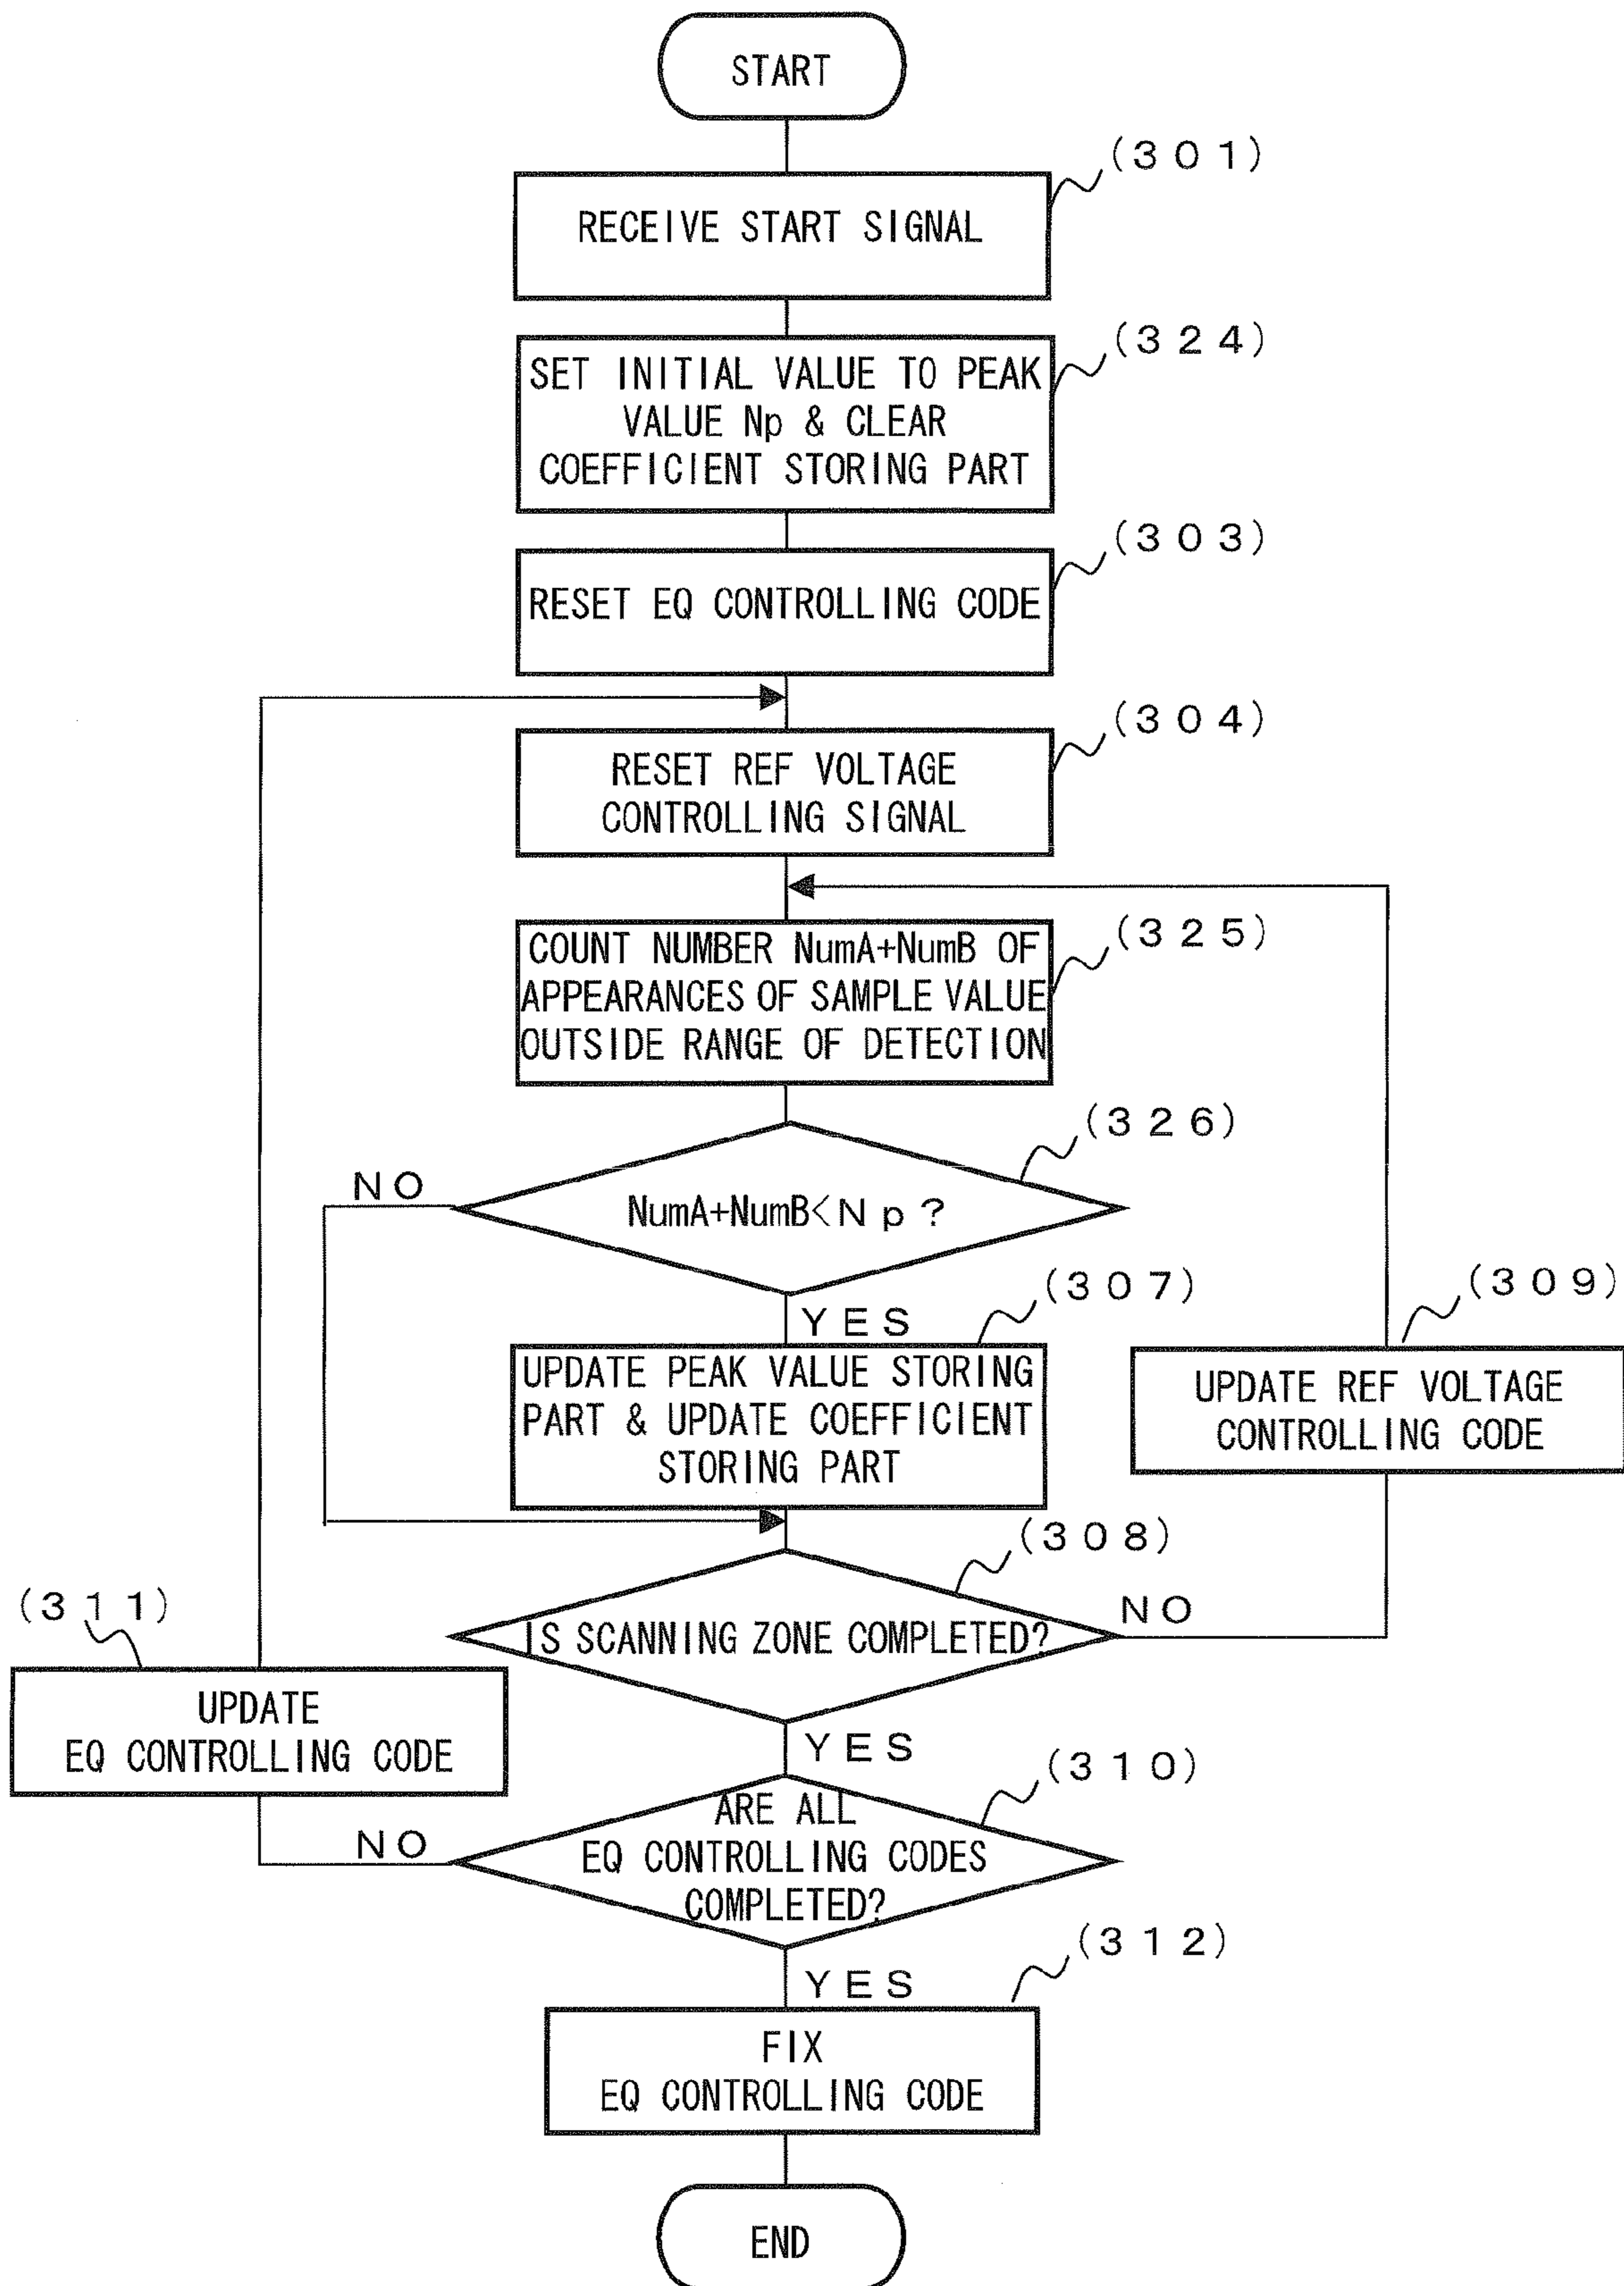 START
(301)
RECEIVE START SIGNAL
(324)
SET INITIAL VALUE TO PEAK
VALUE Np & CLEAR
COEFFICIENT STORING PART
(303)
RESET EQ CONTROLLING CODE
(304)
RESET REF VOLTAGE
CONTROLLING SIGNAL
(325)
COUNT NUMBER NumA+NumB OF
APPEARANCES OF SAMPLE VALUE
OUTSIDE RANGE OF DETECTION
(326)
NO
NumA+NumB<Np?
(307)
(309)
YES
UPDATE PEAK VALUE STORING
PART & UPDATE COEFFICIENT
STORING PART
UPDATE REF VOLTAGE
CONTROLLING CODE
(308)
(311)
NO
IS SCANNING ZONE COMPLETED?
UPDATE
EQ CONTROLLING CODE
YES
(310)
NO
ARE ALL
EQ CONTROLLING CODES
COMPLETED?
(312)
YES
FIX
EQ CONTROLLING CODE
END